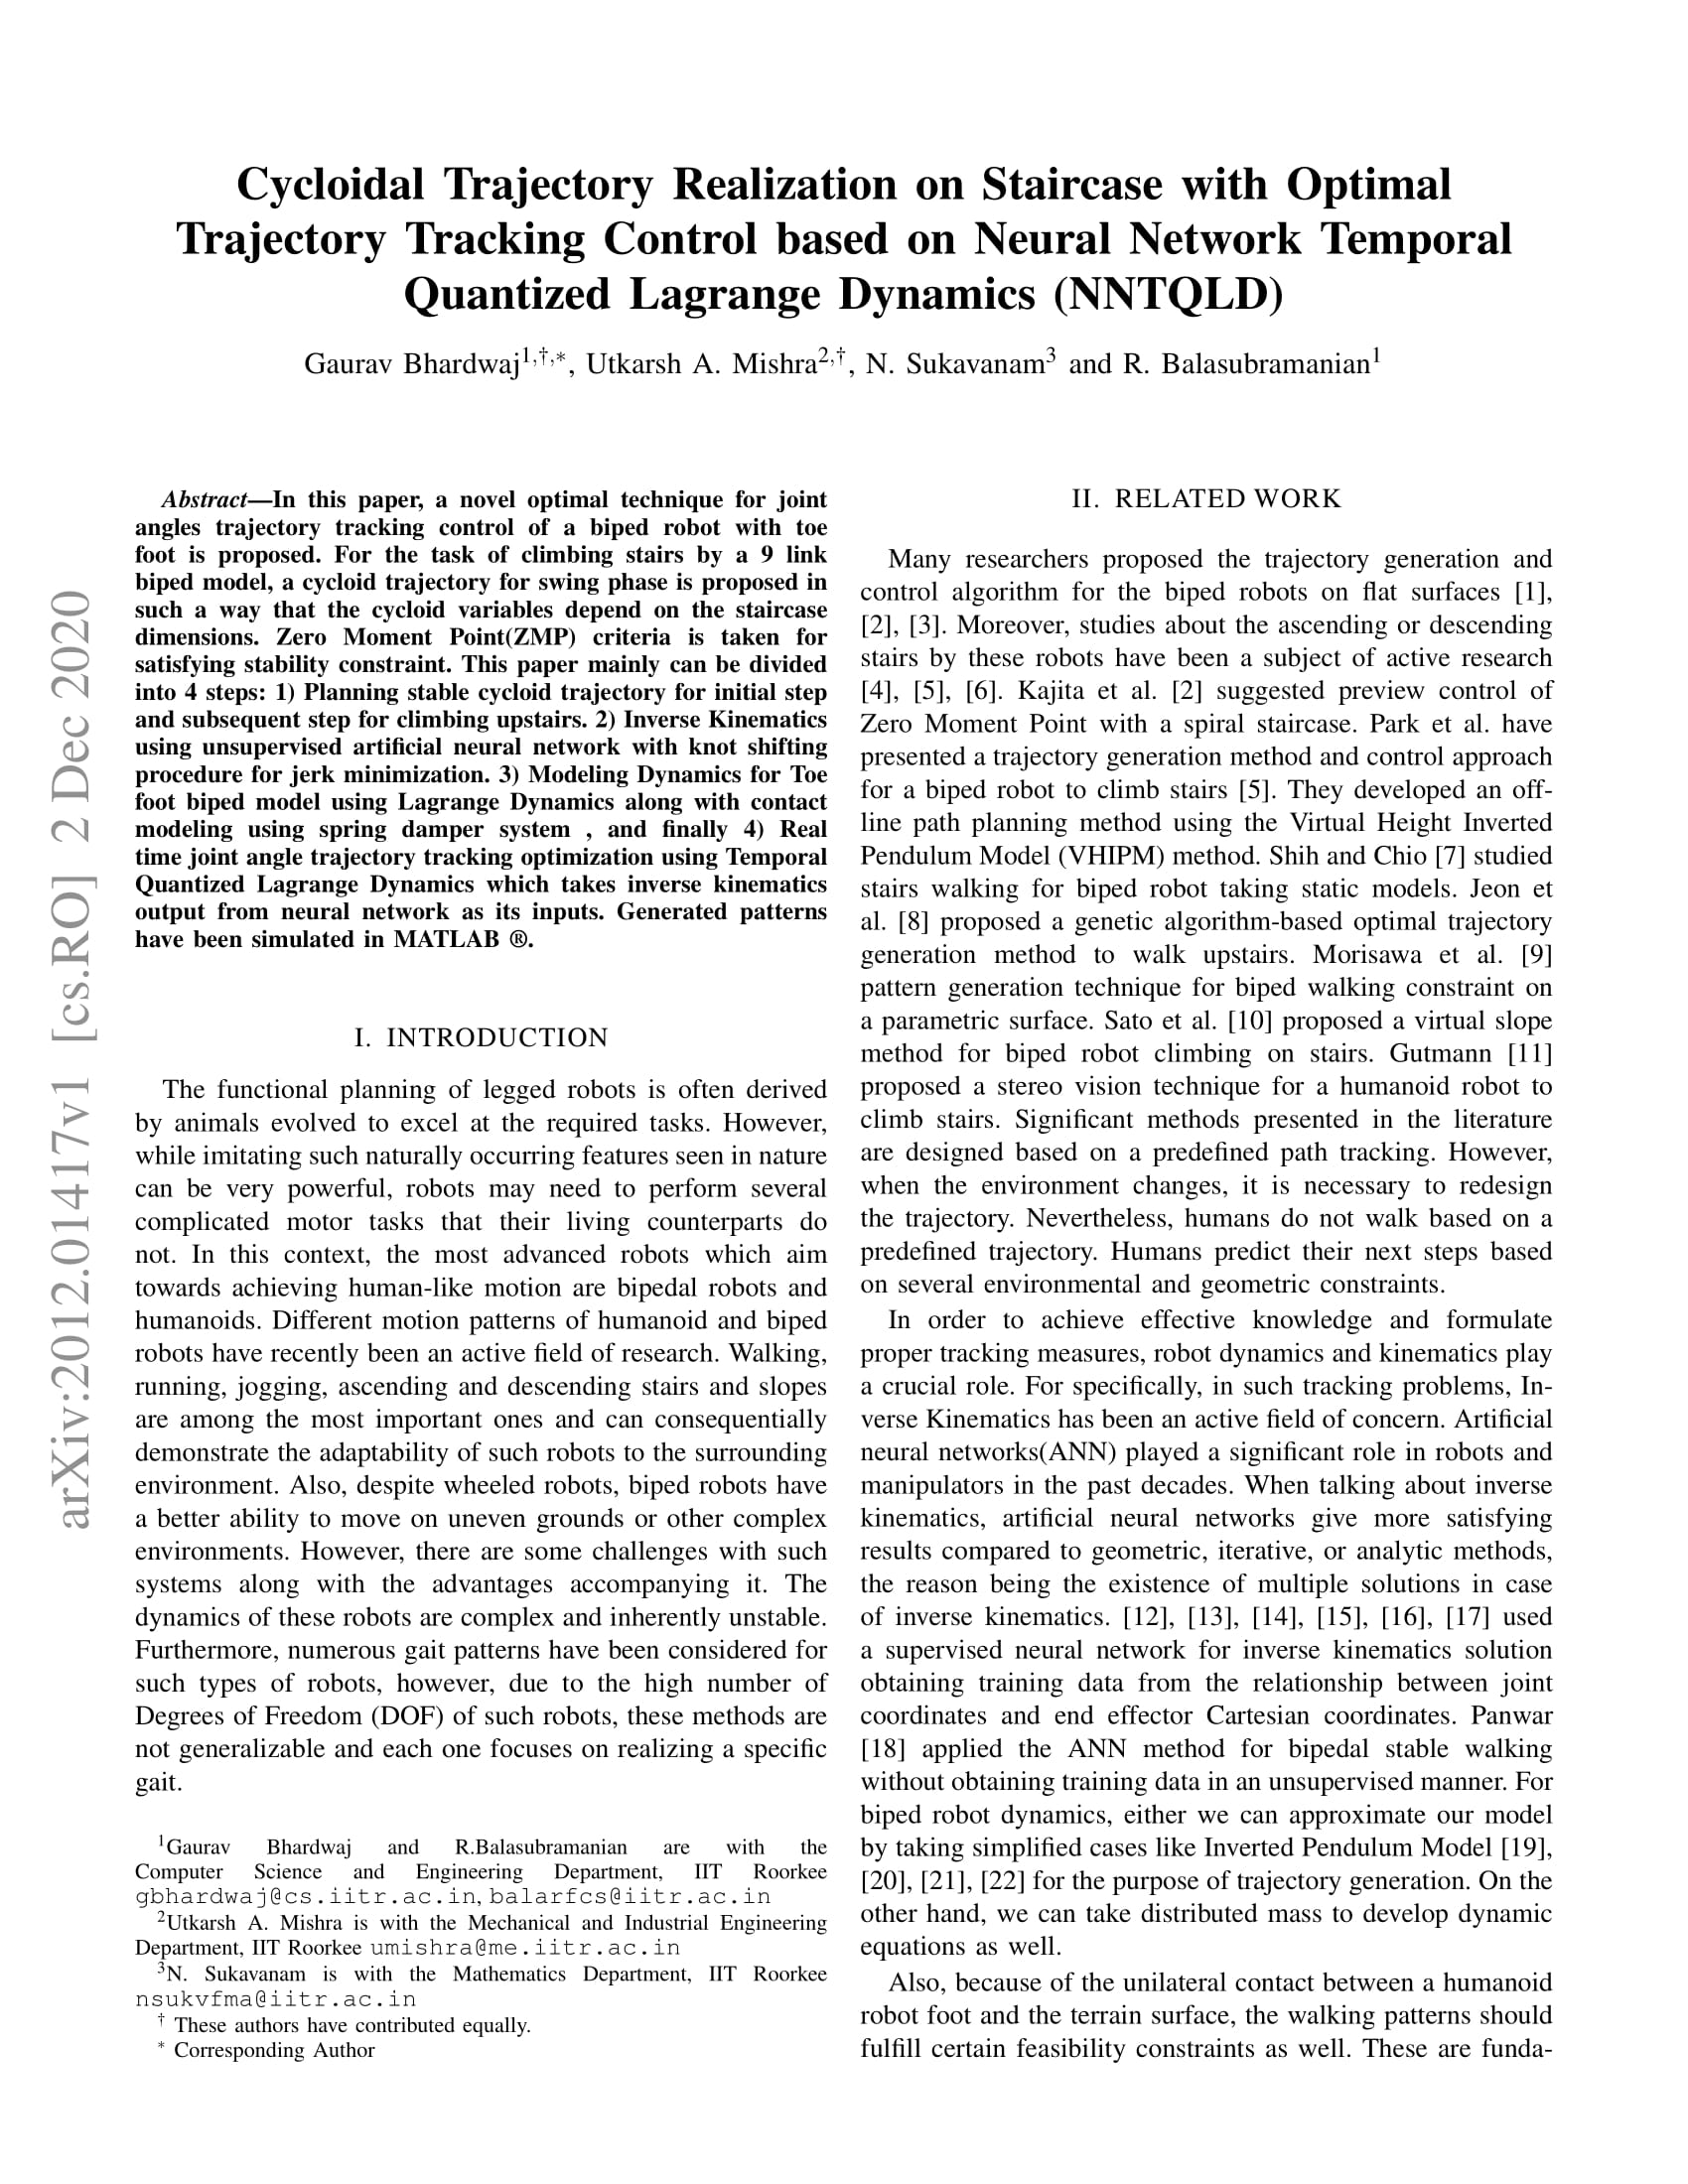 Cycloidal Trajectory Realization on Staircase with Optimal
Trajectory Tracking Control based on Neural Network Temporal
Quantized Lagrange Dynamics (NNTQLD)
Gaurav Bhardwaj1,†,∗, Utkarsh A. Mishra2,†, N. Sukavanam3 and R. Balasubramanian1
arXiv:2012.01417v1 [cs.RO] 2 Dec 2020
Abstract—In this paper, a novel optimal technique for joint
angles trajectory tracking control of a biped robot with toe
foot is proposed. For the task of climbing stairs by a 9 link
biped model, a cycloid trajectory for swing phase is proposed in
such a way that the cycloid variables depend on the staircase
dimensions. Zero Moment Point(ZMP) criteria is taken for
satisfying stability constraint. This paper mainly can be divided
into 4 steps: 1) Planning stable cycloid trajectory for initial step
and subsequent step for climbing upstairs. 2) Inverse Kinematics
using unsupervised artificial neural network with knot shifting
procedure for jerk minimization. 3) Modeling Dynamics for Toe
foot biped model using Lagrange Dynamics along with contact
modeling using spring damper system , and finally 4) Real
time joint angle trajectory tracking optimization using Temporal
Quantized Lagrange Dynamics which takes inverse kinematics
output from neural network as its inputs. Generated patterns
have been simulated in MATLAB ®.
I. INTRODUCTION
The functional planning of legged robots is often derived
by animals evolved to excel at the required tasks. However,
while imitating such naturally occurring features seen in nature
can be very powerful, robots may need to perform several
complicated motor tasks that their living counterparts do
not. In this context, the most advanced robots which aim
towards achieving human-like motion are bipedal robots and
humanoids. Different motion patterns of humanoid and biped
robots have recently been an active field of research. Walking,
running, jogging, ascending and descending stairs and slopes
are among the most important ones and can consequentially
demonstrate the adaptability of such robots to the surrounding
environment. Also, despite wheeled robots, biped robots have
a better ability to move on uneven grounds or other complex
environments. However, there are some challenges with such
systems along with the advantages accompanying it. The
dynamics of these robots are complex and inherently unstable.
Furthermore, numerous gait patterns have been considered for
such types of robots, however, due to the high number of
Degrees of Freedom (DOF) of such robots, these methods are
not generalizable and each one focuses on realizing a specific
gait.
1Gaurav Bhardwaj and R.Balasubramanian are with the
Computer Science and Engineering Department, IIT Roorkee
gbhardwaj@cs.iitr.ac.in, balarfcs@iitr.ac.in
2Utkarsh A. Mishra is with the Mechanical and Industrial Engineering
Department, IIT Roorkee umishra@me.iitr.ac.in
3N. Sukavanam is with the Mathematics Department, IIT Roorkee
nsukvfma@iitr.ac.in
† These authors have contributed equally.
∗ Corresponding Author
II. RELATED WORK
Many researchers proposed the trajectory generation and
control algorithm for the biped robots on flat surfaces [1],
[2], [3]. Moreover, studies about the ascending or descending
stairs by these robots have been a subject of active research
[4], [5], [6]. Kajita et al. [2] suggested preview control of
Zero Moment Point with a spiral staircase. Park et al. have
presented a trajectory generation method and control approach
for a biped robot to climb stairs [5]. They developed an off-
line path planning method using the Virtual Height Inverted
Pendulum Model (VHIPM) method. Shih and Chio [7] studied
stairs walking for biped robot taking static models. Jeon et
al. [8] proposed a genetic algorithm-based optimal trajectory
generation method to walk upstairs. Morisawa et al. [9]
pattern generation technique for biped walking constraint on
a parametric surface. Sato et al. [10] proposed a virtual slope
method for biped robot climbing on stairs. Gutmann [11]
proposed a stereo vision technique for a humanoid robot to
climb stairs. Significant methods presented in the literature
are designed based on a predefined path tracking. However,
when the environment changes, it is necessary to redesign
the trajectory. Nevertheless, humans do not walk based on a
predefined trajectory. Humans predict their next steps based
on several environmental and geometric constraints.
In order to achieve effective knowledge and formulate
proper tracking measures, robot dynamics and kinematics play
a crucial role. For specifically, in such tracking problems, In-
verse Kinematics has been an active field of concern. Artificial
neural networks(ANN) played a significant role in robots and
manipulators in the past decades. When talking about inverse
kinematics, artificial neural networks give more satisfying
results compared to geometric, iterative, or analytic methods,
the reason being the existence of multiple solutions in case
of inverse kinematics. [12], [13], [14], [15], [16], [17] used
a supervised neural network for inverse kinematics solution
obtaining training data from the relationship between joint
coordinates and end effector Cartesian coordinates. Panwar
[18] applied the ANN method for bipedal stable walking
without obtaining training data in an unsupervised manner. For
biped robot dynamics, either we can approximate our model
by taking simplified cases like Inverted Pendulum Model [19],
[20], [21], [22] for the purpose of trajectory generation. On the
other hand, we can take distributed mass to develop dynamic
equations as well.
Also, because of the unilateral contact between a humanoid
robot foot and the terrain surface, the walking patterns should
fulfill certain feasibility constraints as well. These are funda-